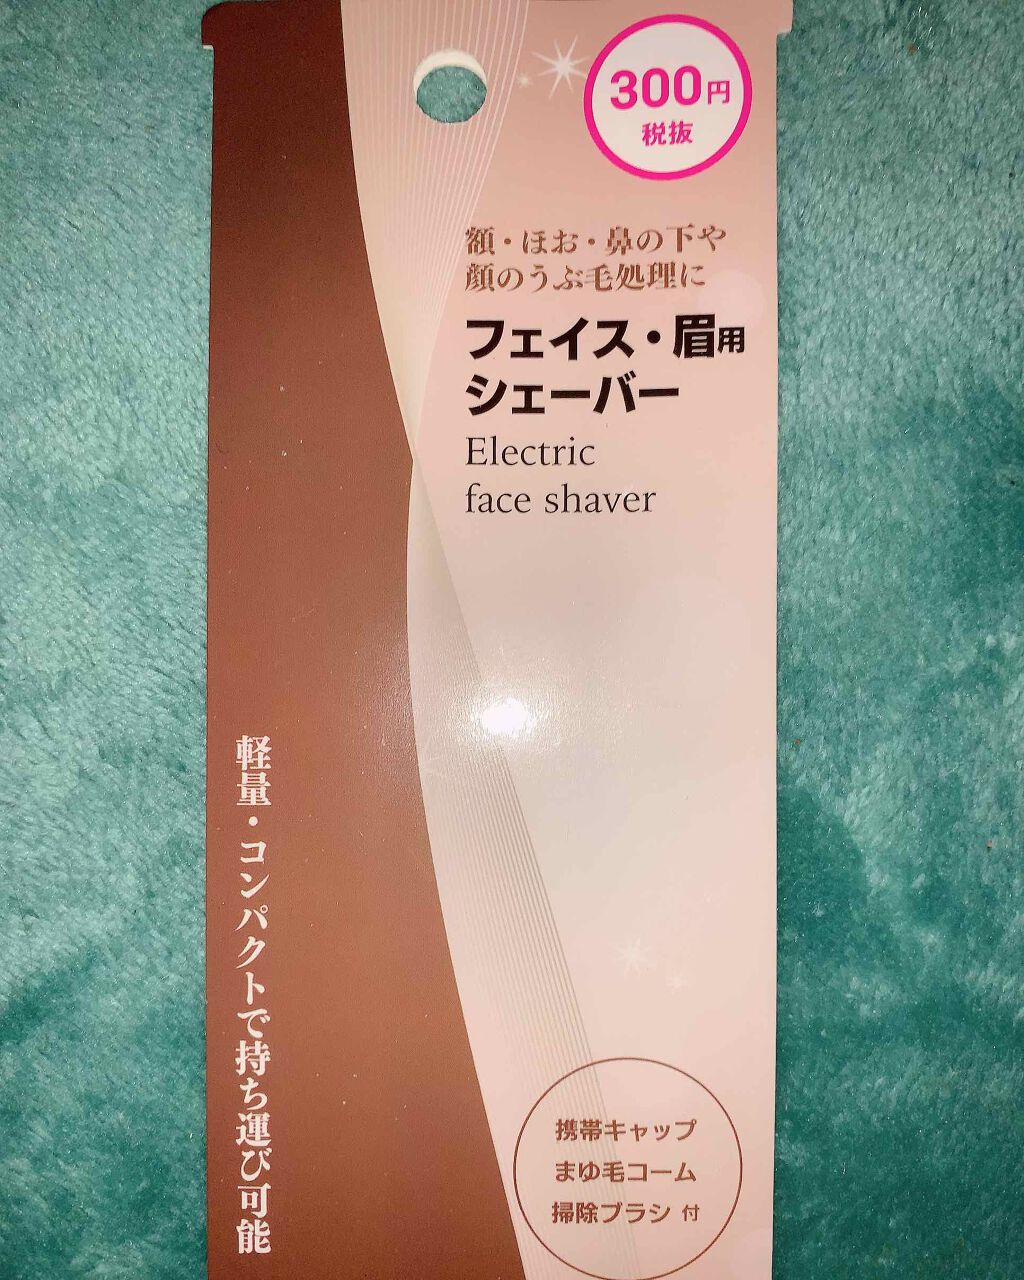 300円
税抜
額・ほお・鼻の下や
顔のうぶ毛処理に
フェイス・眉用
シェーバー
Electric
face shaver
軽量・コンパクトで持ち運び可能
携帯キャップ
まゆ毛コーム
掃除ブラシ 付